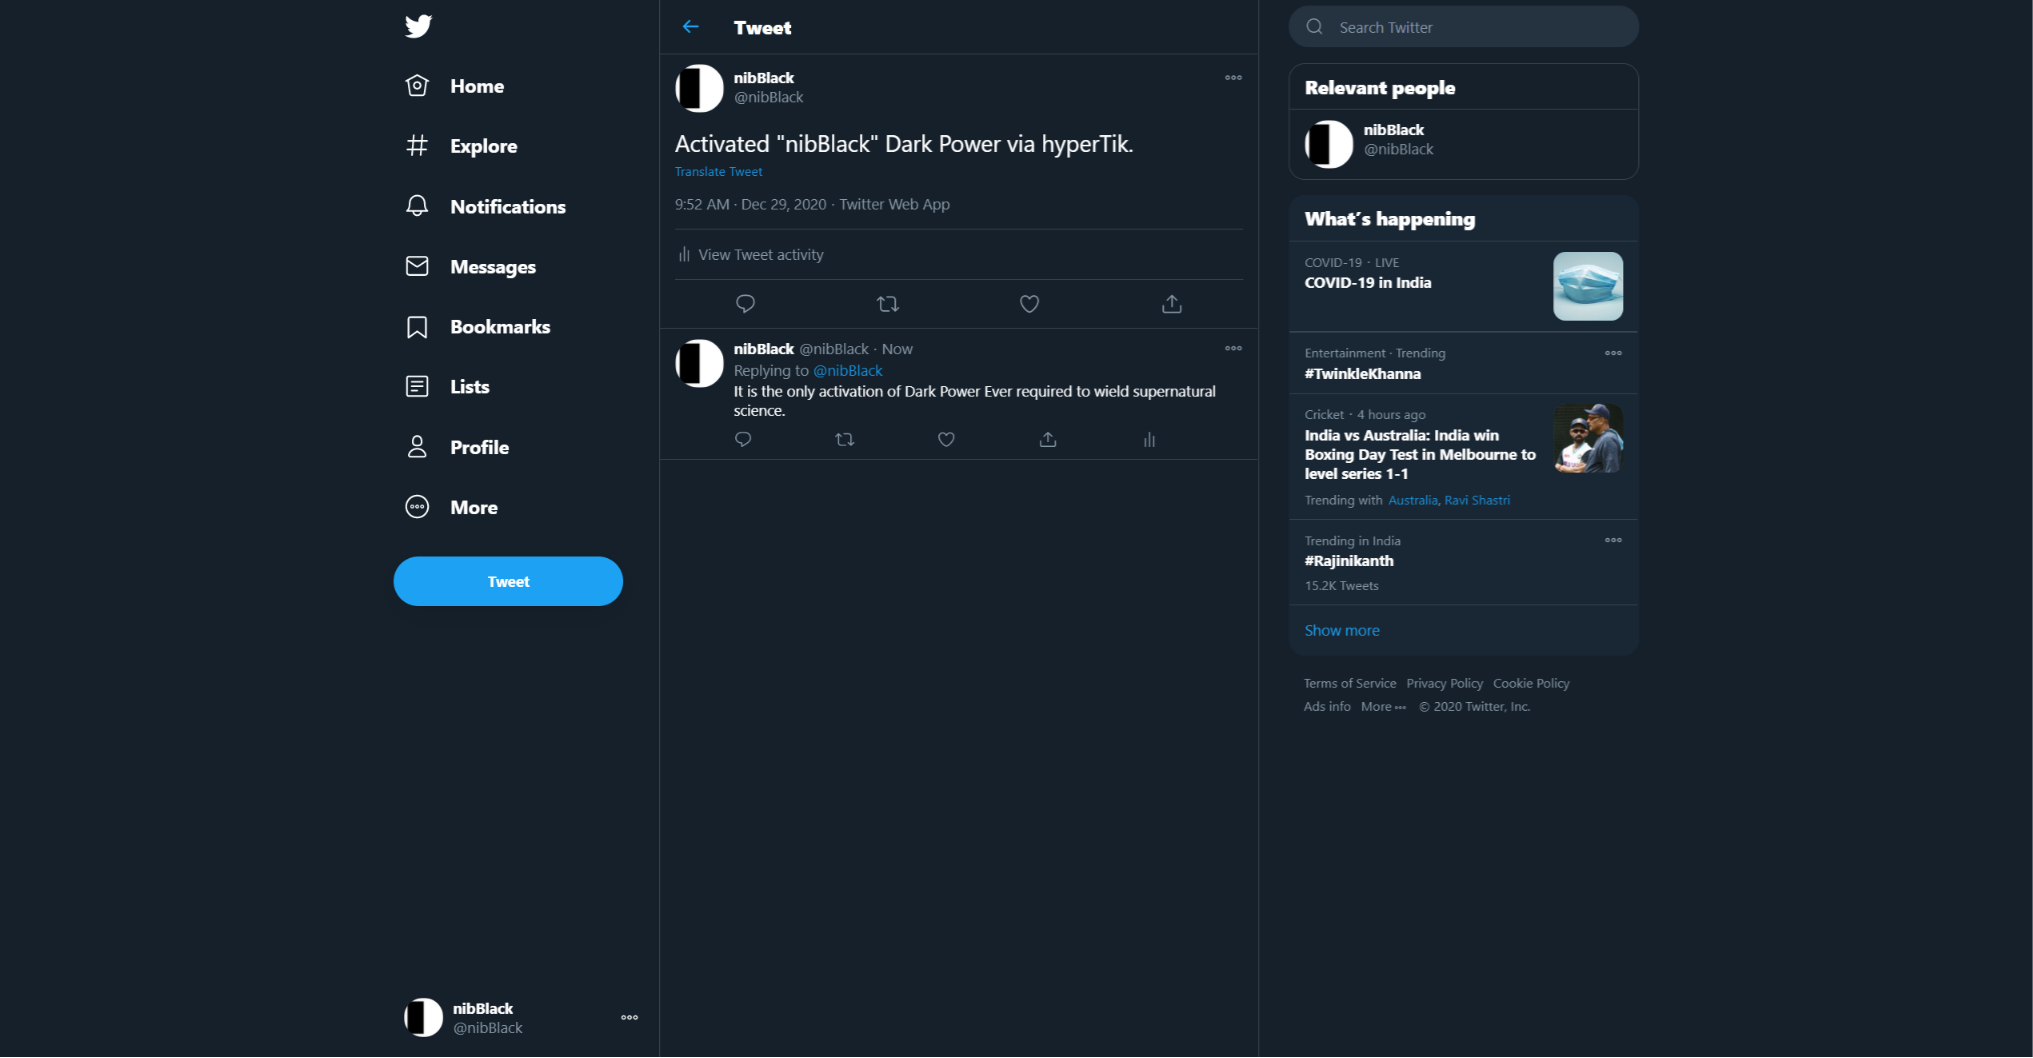 Home
Explore
Notifications
Messages
Bookmarks
Lists
Profile
More
Tweet
nibBlack
@nibBlack
Tweet
nibBlack
@nibBlack
Activated "nibBlack" Dark Power via hyperTik.
Translate Tweet
9:52 AM · Dec 29, 2020 · Twitter Web App
View Tweet activity
nibBlack @nibBlack · Now
Replying to @nibBlack
It is the only activation of Dark Power Ever required to wield supernatural
science.
Search Twitter
Relevant people
nibBlack
@nibBlack
What's happening
COVID-19 · LIVE
COVID-19 in India
Entertainment · Trending
#TwinkleKhanna
Cricket · 4 hours ago
India vs Australia: India win
Boxing Day Test in Melbourne to
level series 1-1
Trending with Australia, Ravi Shastri
Trending in India
#Rajinikanth
15.2K Tweets
Show more
Terms of Service Privacy Policy Cookie Policy
Ads info More © 2020 Twitter, Inc.